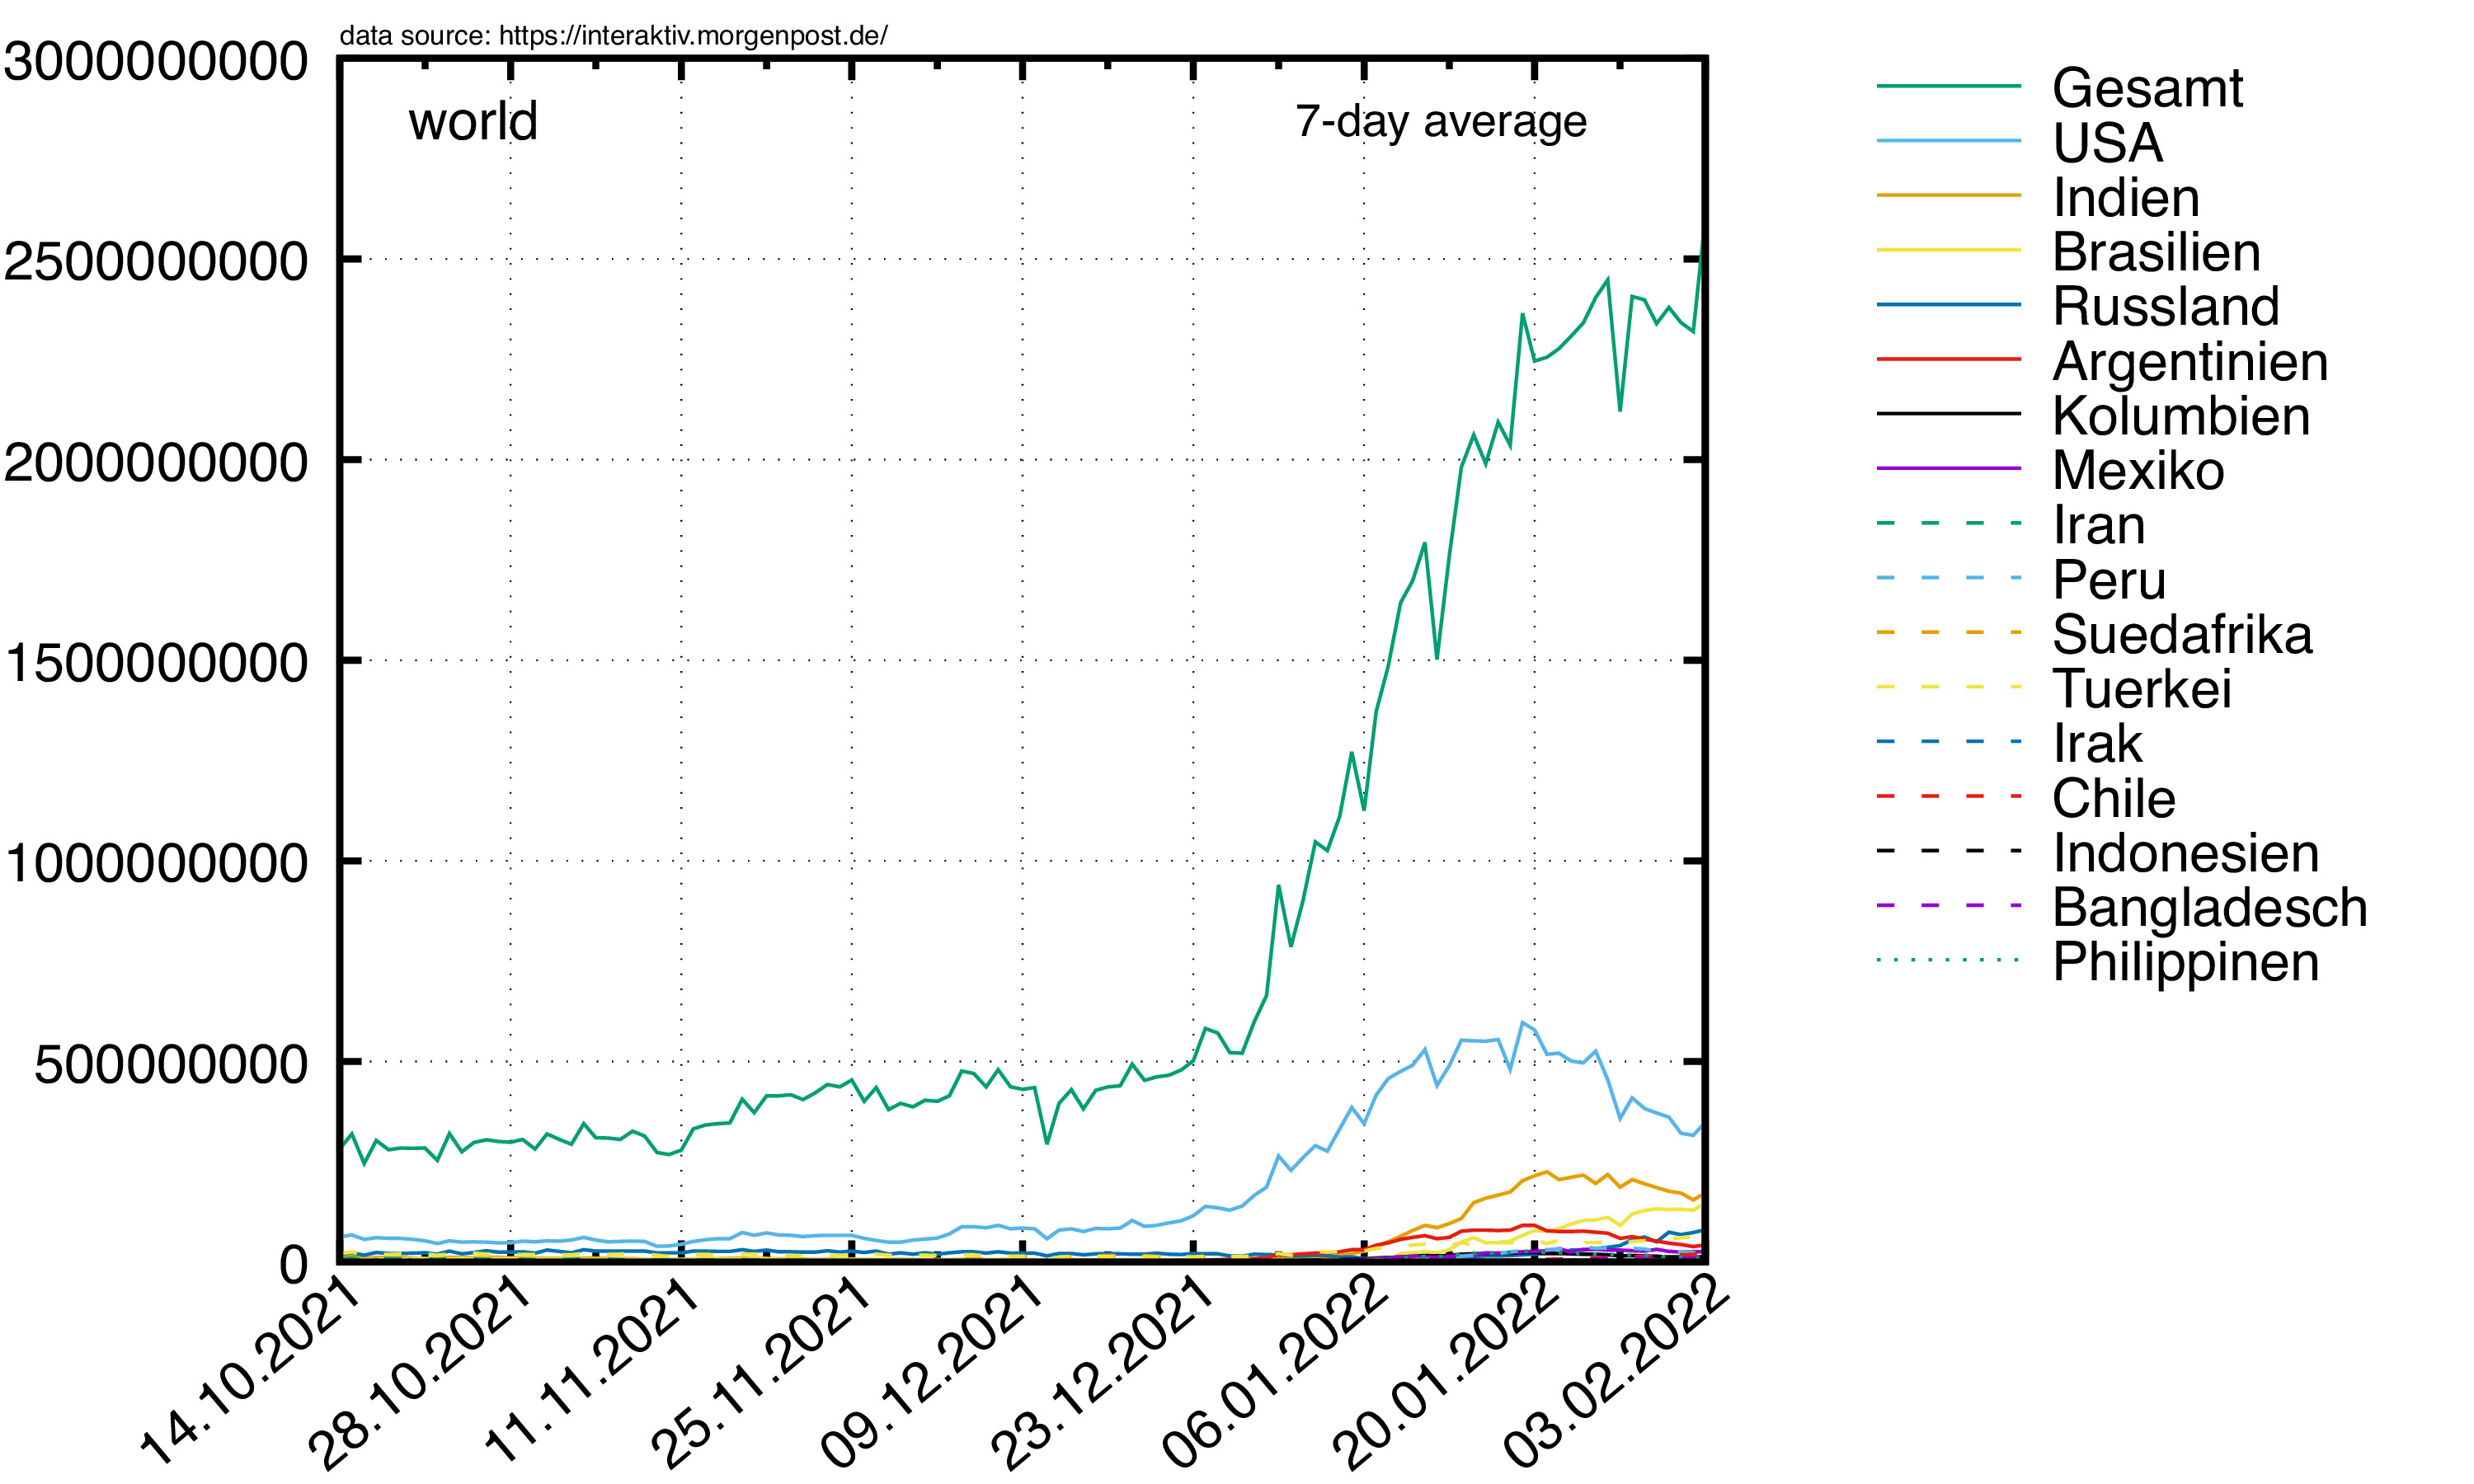 data source: https://interaktiv.morgenpost.de/
3000000000
2500000000
2000000000
1500000000
1000000000
500000000
0
world
7-day average
14.10.2021
28.10.2021
11.11.2021
25.11.2021
09.12.2021
23.12.2021
06.01.2022
20.01.2022
03.02.2022
Gesamt
USA
Indien
Brasilien
Russland
Argentinien
Kolumbien
Mexiko
Iran
Peru
Suedafrika
Tuerkei
Irak
Chile
Indonesien
Bangladesch
Philippinen